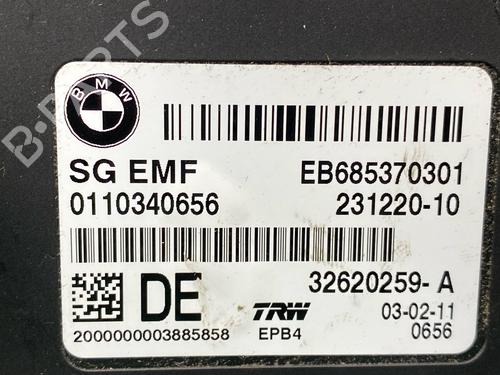 B-PARTS
BMW
SG EMF EB685370301
0110340656 231220-10
DE TRW 32620259- A
EPB4 03-02-11
2000000003885858 0656